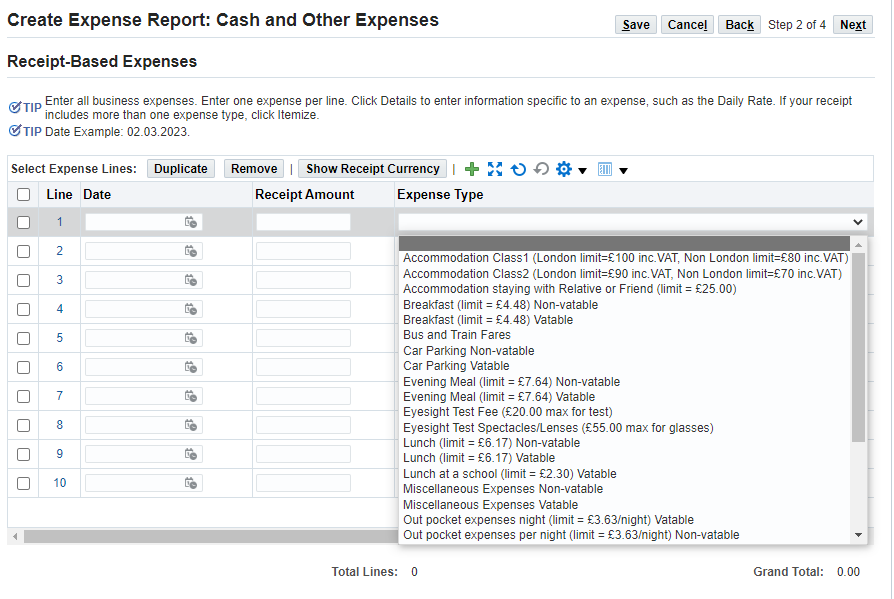 Create Expense Report: Cash and Other Expenses
Save Cancel Back Step 2 of 4 Next
Receipt-Based Expenses
TIP Enter all business expenses. Enter one expense per line. Click Details to enter information specific to an expense, such as the Daily Rate. If your receipt
includes more than one expense type, click Itemize.
TIP Date Example: 02.03.2023.
Select Expense Lines: Duplicate Remove | Show Receipt Currency |
Line Date Receipt Amount Expense Type
1
2
3
4
5
6
7
8
9
10
Accommodation Class1 (London limit=£100 inc.VAT, Non London limit=£80 inc.VAT)
Accommodation Class2 (London limit=£90 inc.VAT, Non London limit=£70 inc.VAT)
Accommodation staying with Relative or Friend (limit = £25.00)
Breakfast (limit = £4.48) Non-vatable
Breakfast (limit = £4.48) Vatable
Bus and Train Fares
Car Parking Non-vatable
Car Parking Vatable
Evening Meal (limit = £7.64) Non-vatable
Evening Meal (limit = £7.64) Vatable
Eyesight Test Fee (£20.00 max for test)
Eyesight Test Spectacles/Lenses (£55.00 max for glasses)
Lunch (limit = £6.17) Non-vatable
Lunch (limit = £6.17) Vatable
Lunch at a school (limit = £2.30) Vatable
Miscellaneous Expenses Non-vatable
Miscellaneous Expenses Vatable
Out pocket expenses night (limit = £3.63/night) Vatable
Out pocket expenses per night (limit = £3.63/night) Non-vatable
Total Lines: 0 Grand Total: 0.00